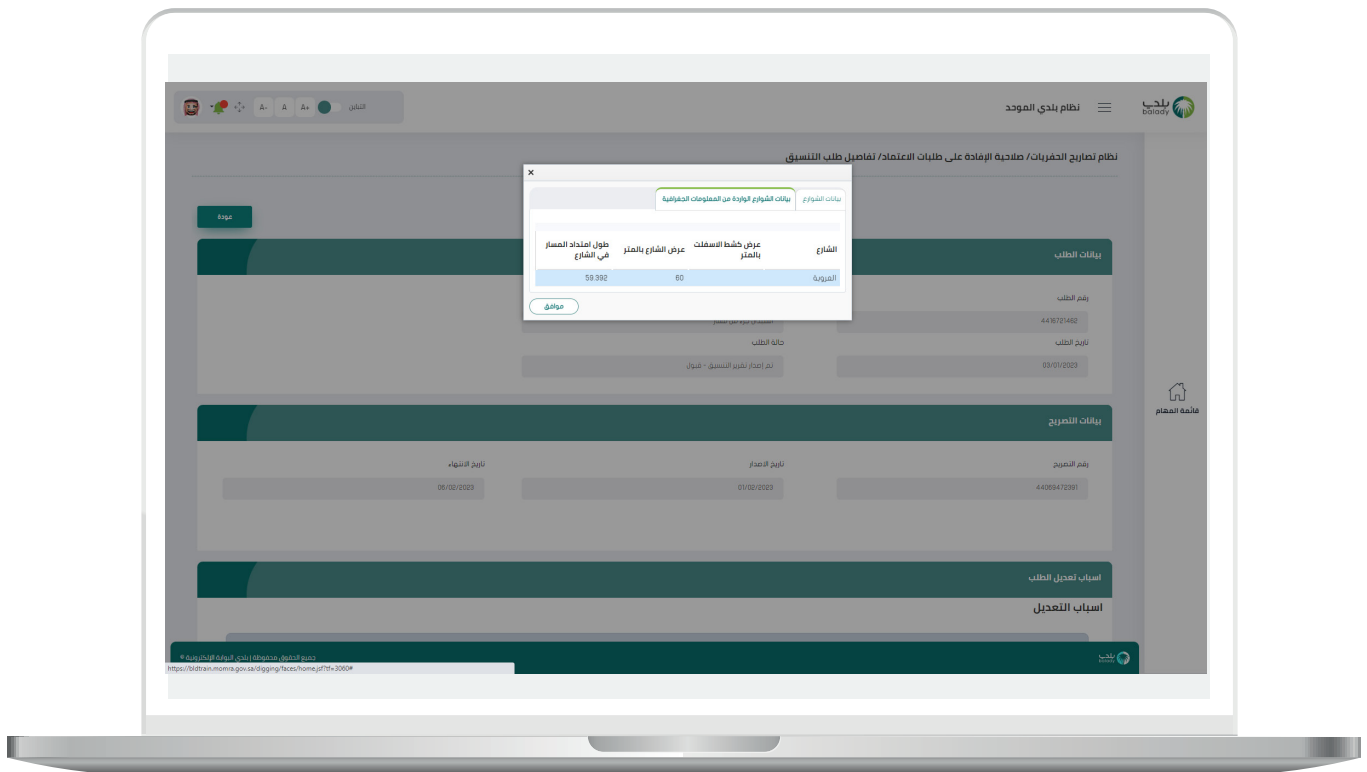 بلدي
balady
نظام بلدي الموحد
التباين
A+
A
A-
نظام تصاريح الحفريات/ صلاحية الإفادة على طلبات الاعتماد/ تفاصيل طلب التنسيق
عودة
×
بيانات الشوارع
بيانات الشوارع الواردة من المعلومات الجغرافية
الشارع
عرض كشط الاسفلت بالمتر
عرض الشارع بالمتر
طول امتداد المسار في الشارع
العروبة
60
59.392
موافق
بيانات الطلب
رقم الطلب
4416721462
تاريخ الطلب
حالة الطلب
03/01/2023
تم إصدار تقرير التنسيق - قبول
قائمة المهام
بيانات التصريح
رقم التصريح
تاريخ الاصدار
تاريخ الانتهاء
44069472391
01/02/2023
06/02/2023
اسباب تعديل الطلب
اسباب التعديل
بلدي
balady
جميع الحقوق محفوظة | بلدي البوابة الإلكترونية ©
https://bldtrain.momra.gov.sa/digging/faces/home.jsf?tf=3060#